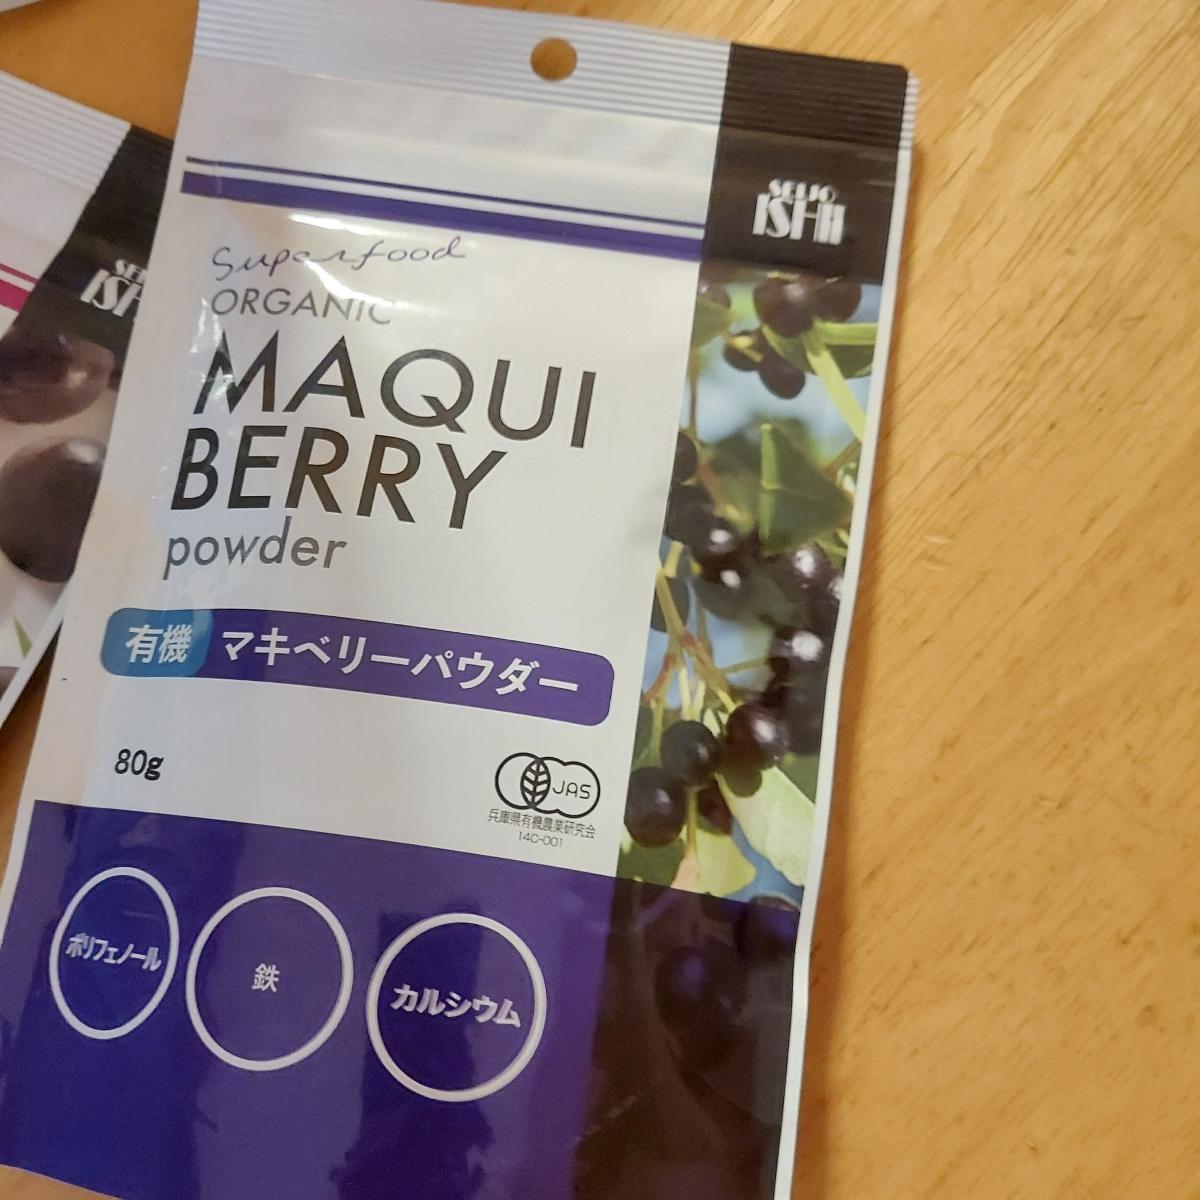 SEIJO
ISHII
Superfood
ORGANIC
MAQUI
BERRY
powder
有機 マキベリーパウダー
80g
JAS
兵庫県有機農業研究会
14C-001
ポリフェノール
鉄
カルシウム